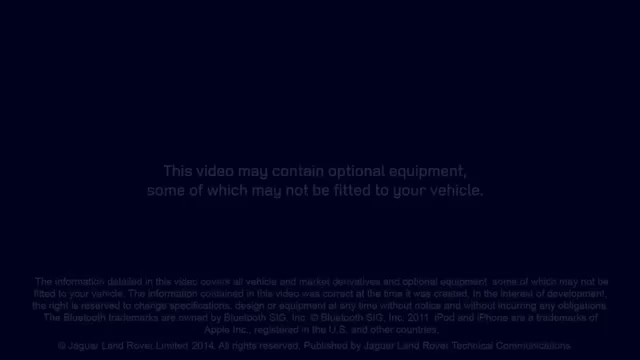 This video may contain optional equipment,
some of which may not be fitted to your vehicle.
The information datailed in this video covers all vehicle and market derivatives and optional equipment, some of which may not be
fitted to your vehicle. The information contained in this video was correct at the time it was created. In the interest of development,
the right is reserved to change specifications, design or equipment at any time without notice and without incurring any obligations.
The Bluetooth trademarks are owned by Bluetooth SIG, Inc. © Bluetooth SIG, Inc. 2011. iPod and iPhone are a trademarks of
Apple Inc., registered in the U.S. and other countries.
© Jaguar Land Rover Limited 2014. All rights reserved. Published by Jaguar Land Rover Technical Communications.